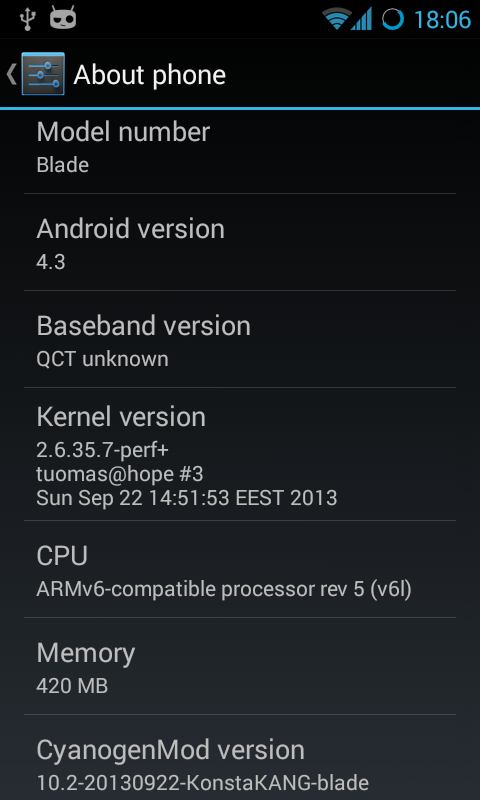 18:06
About phone
Model number
Blade
Android version
4.3
Baseband version
QCT unknown
Kernel version
2.6.35.7-perf+
tuomas@hope #3
Sun Sep 22 14:51:53 EEST 2013
CPU
ARMv6-compatible processor rev 5 (v6l)
Memory
420 MB
CyanogenMod version
10.2-20130922-KonstaKANG-blade